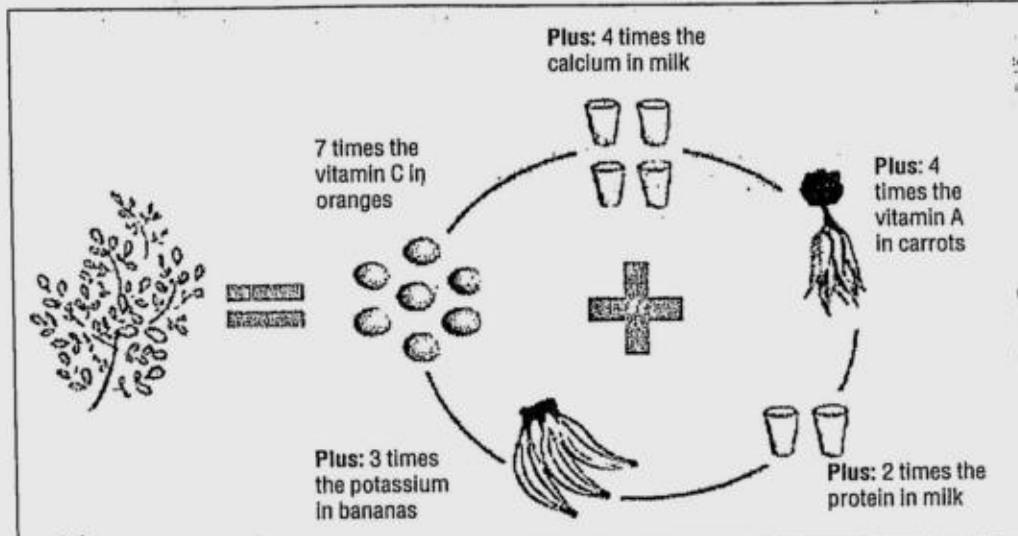 Plus: 4 times the
calcium in milk
7 times the
vitamin C in
oranges
Plus: 4
times the
vitamin A
in carrots
Plus: 3 times
the potassium
in bananas
Plus: 2 times the
protein in milk